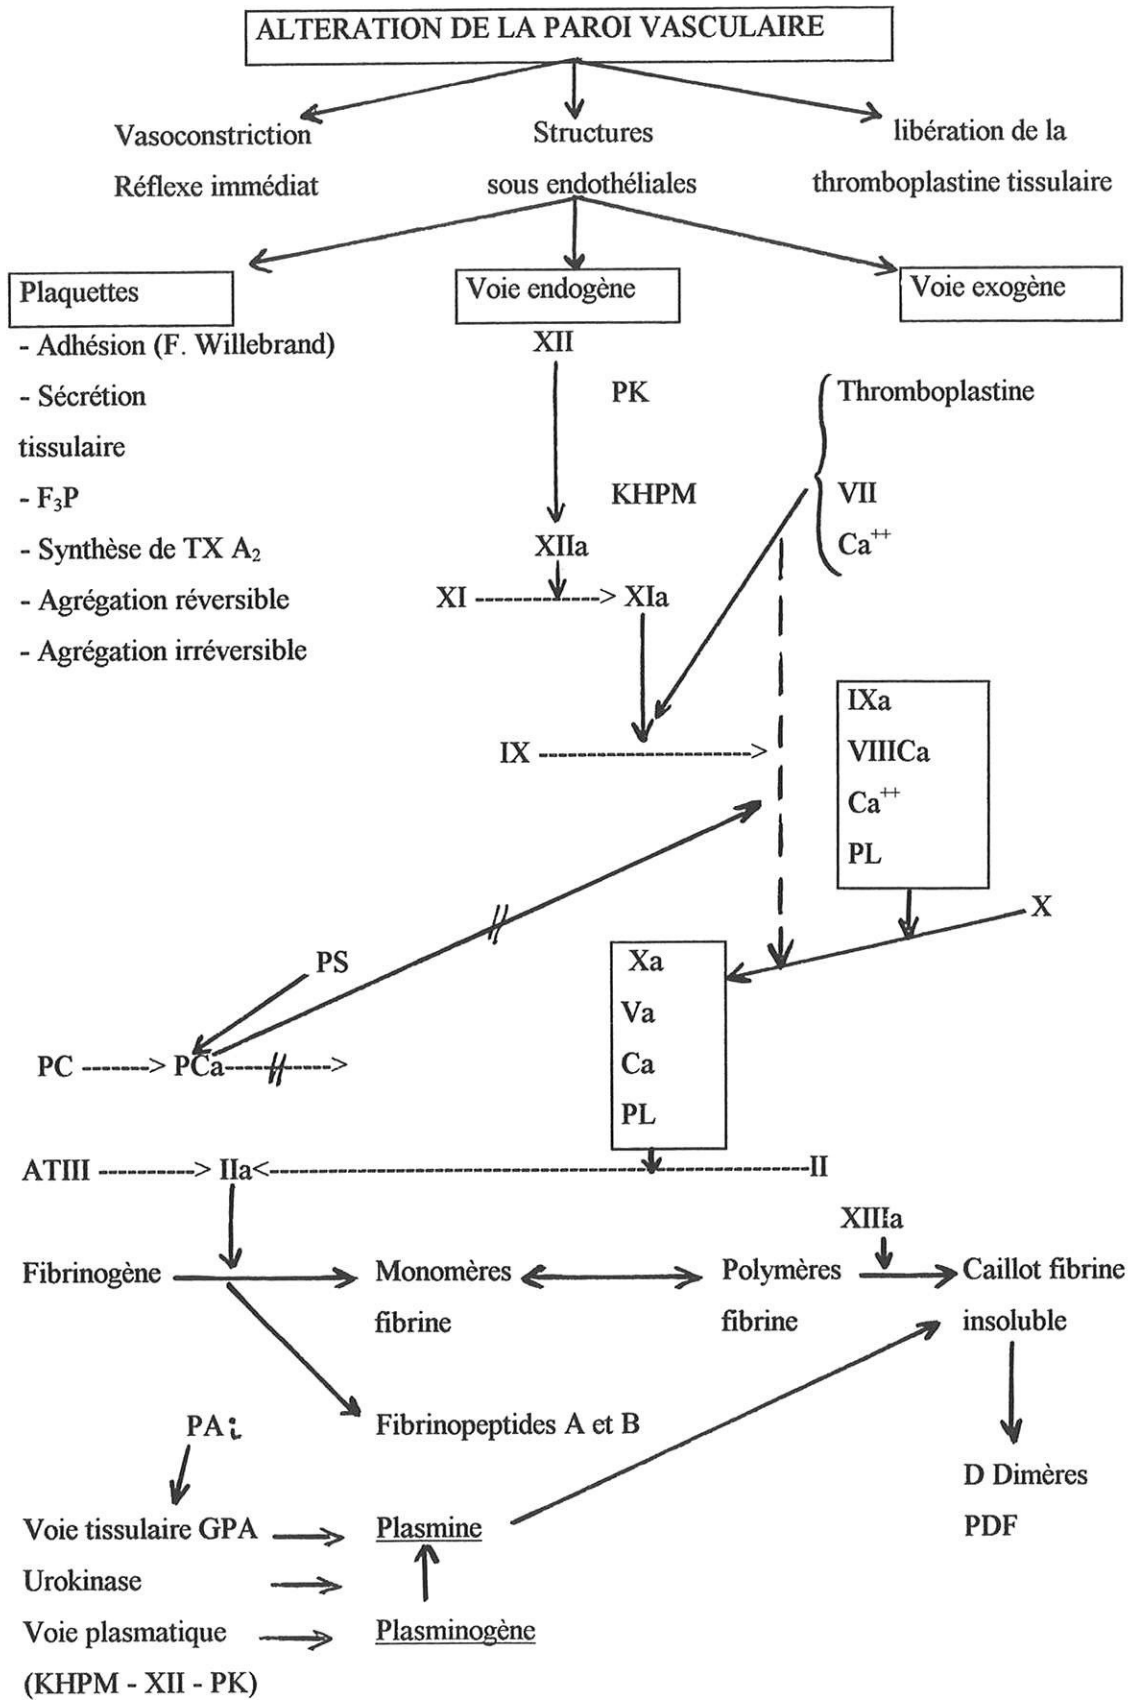 ALTERATION DE LA PAROI VASCULAIRE
Vasoconstriction
Réflexe immédiat
Structures
sous endothéliales
libération de la
thromboplastine tissulaire
Plaquettes
- Adhésion (F. Willebrand)
- Sécrétion
tissulaire
- F₃P
- Synthèse de TX A₂
- Agrégation réversible
- Agrégation irréversible
Voie endogène
XII
PK
KHPM
XIIa
XI --------------> XIa
IX ------------------------>
Voie exogène
Thromboplastine
VII
Ca⁺⁺
IXa
VIIICa
Ca⁺⁺
PL
X
Xa
Va
Ca
PL
PS
PC -------> PCa-----//----->
ATIII ----------> IIa<------------------------------------------------------------II
XIIIa
Fibrinogène Monomères Polymères Caillot fibrine
fibrine fibrine insoluble
PAi Fibrinopeptides A et B
D Dimères
PDF
Voie tissulaire GPA Plasmine
Urokinase
Voie plasmatique Plasminogène
(KHPM - XII - PK)